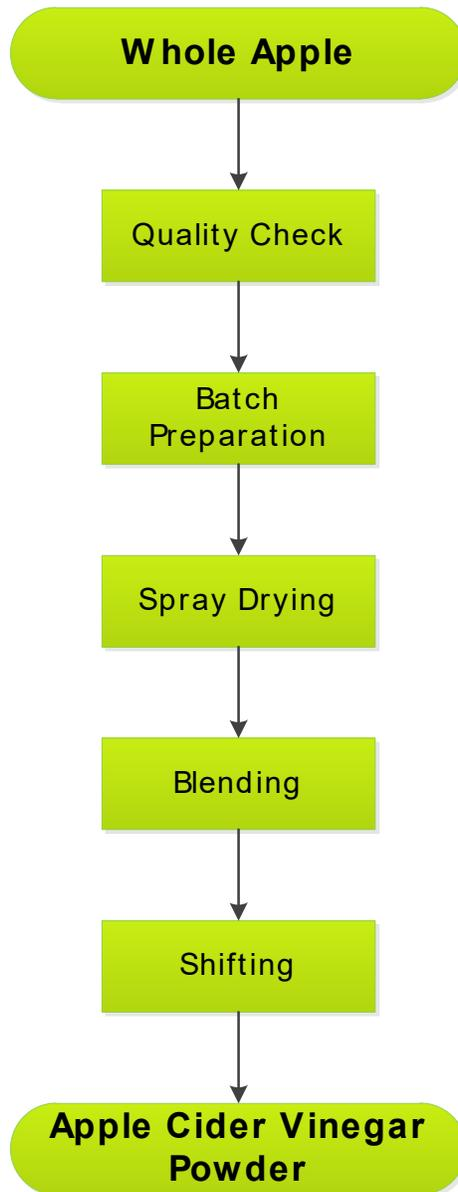 Whole Apple
Quality Check
Batch
Preparation
Spray Drying
Blending
Shifting
Apple Cider Vinegar
Powder